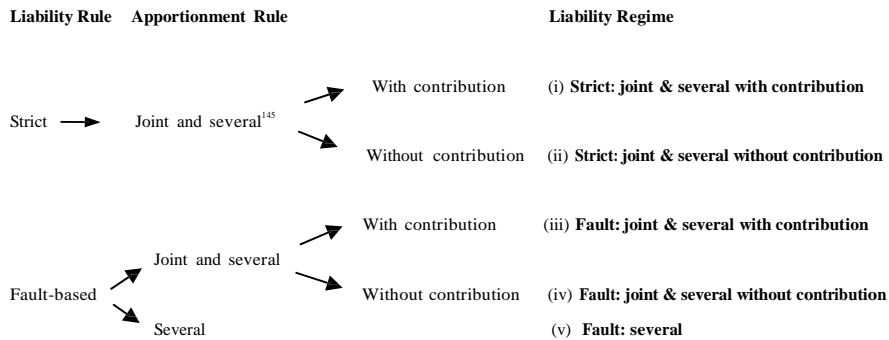 Liability Rule Apportionment Rule Liability Regime
With contribution (i) Strict: joint & several with contribution
Strict Joint and several145
Without contribution (ii) Strict: joint & several without contribution
With contribution (iii) Fault: joint & several with contribution
Joint and several
Fault-based Without contribution (iv) Fault: joint & several without contribution
Several (v) Fault: several